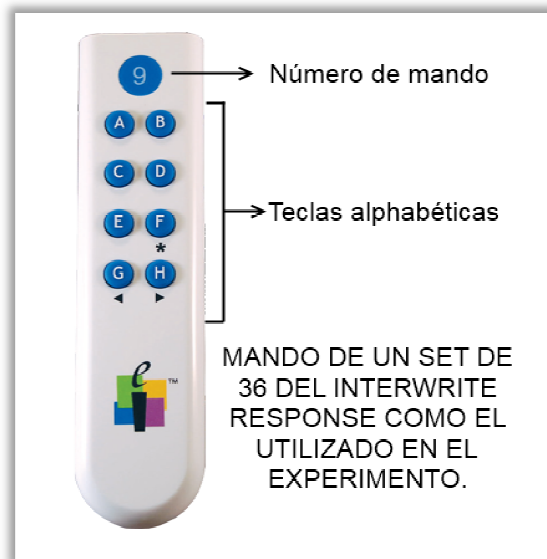 9
Número de mando
A B
C D
E F
*
G H
Teclas alphabéticas
e i ™
MANDO DE UN SET DE
36 DEL INTERWRITE
RESPONSE COMO EL
UTILIZADO EN EL
EXPERIMENTO.